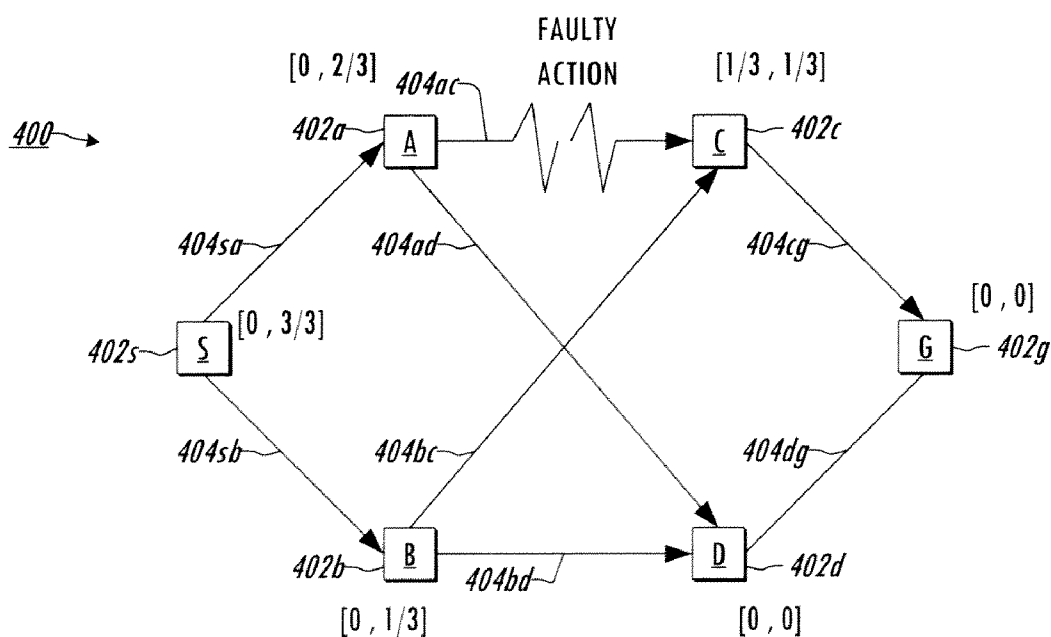 FAULTY
ACTION
[0 , 2/3]
404ac
[1/3 , 1/3]
400
402a
A
C
402c
404sa
404ad
404cg
[0 , 3/3]
[0 , 0]
402s
S
G
402g
404sb
404bc
404dg
402b
B
404bd
D
402d
[0 , 1/3]
[0 , 0]